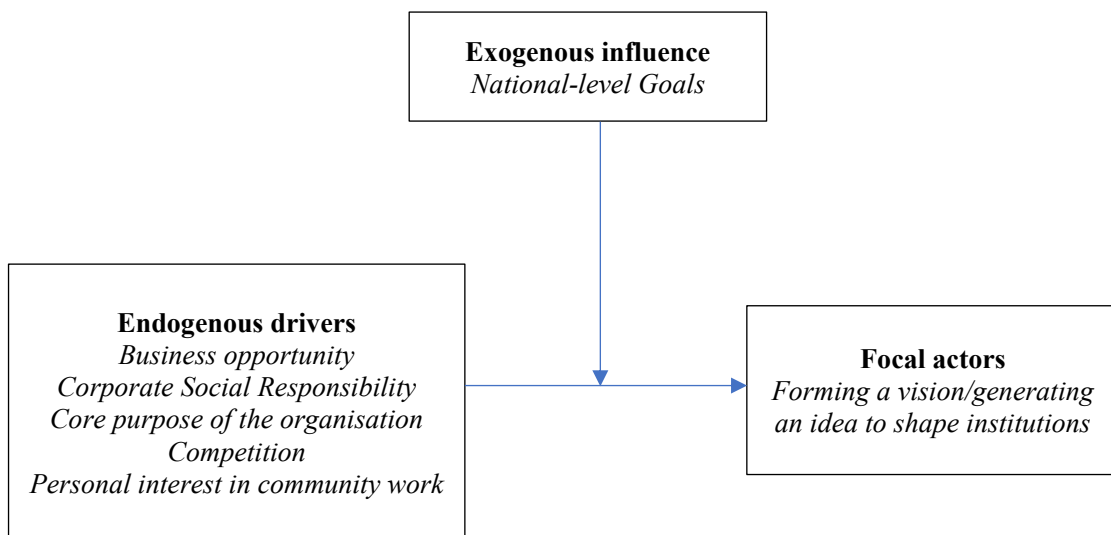 Exogenous influence
National-level Goals
Endogenous drivers
Business opportunity
Corporate Social Responsibility
Core purpose of the organisation
Competition
Personal interest in community work
Focal actors
Forming a vision/generating
an idea to shape institutions